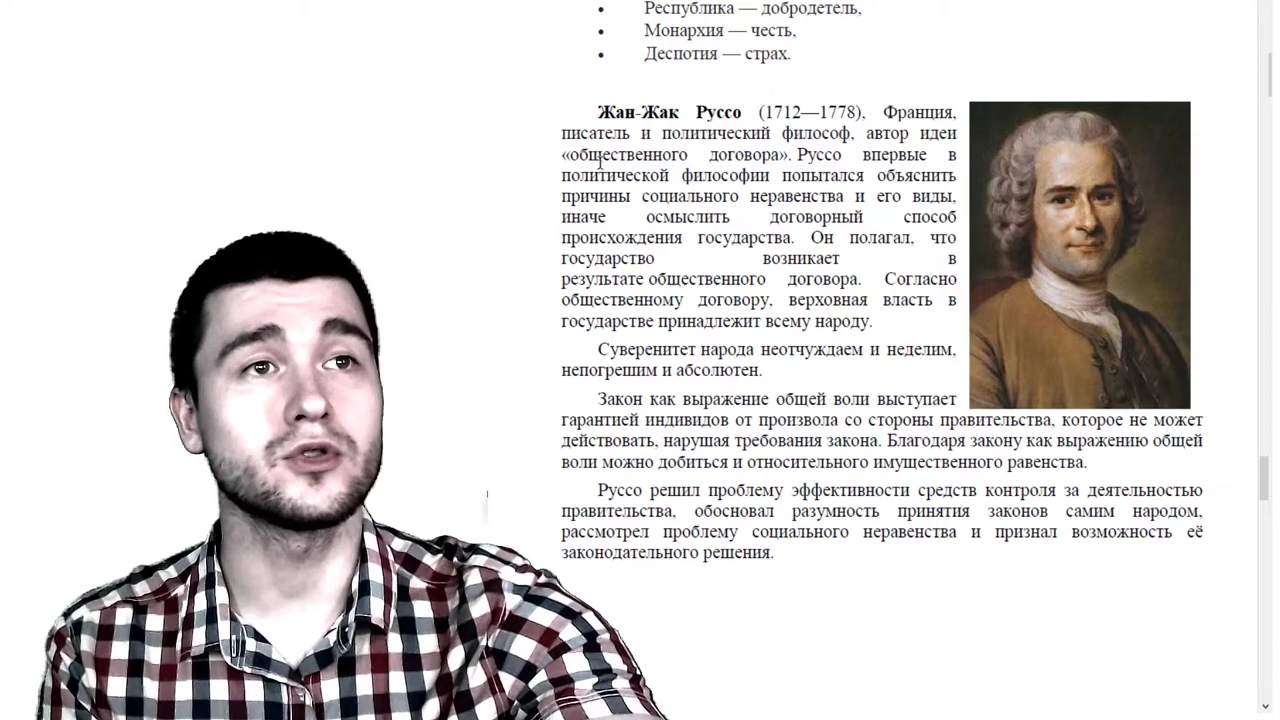 • Республика — добродетель,
• Монархия — честь,
• Деспотия — страх.
Жан-Жак Руссо (1712—1778), Франция,
писатель и политический философ, автор идеи
«общественного договора». Руссо впервые в
политической философии попытался объяснить
причины социального неравенства и его виды,
иначе осмыслить договорный способ
происхождения государства. Он полагал, что
государство возникает в
результате общественного договора. Согласно
общественному договору, верховная власть в
государстве принадлежит всему народу.
Суверенитет народа неотчуждаем и неделим,
непогрешим и абсолютен.
Закон как выражение общей воли выступает
гарантией индивидов от произвола со стороны правительства, которое не может
действовать, нарушая требования закона. Благодаря закону как выражению общей
воли можно добиться и относительного имущественного равенства.
Руссо решил проблему эффективности средств контроля за деятельностью
правительства, обосновал разумность принятия законов самим народом,
рассмотрел проблему социального неравенства и признал возможность её
законодательного решения.